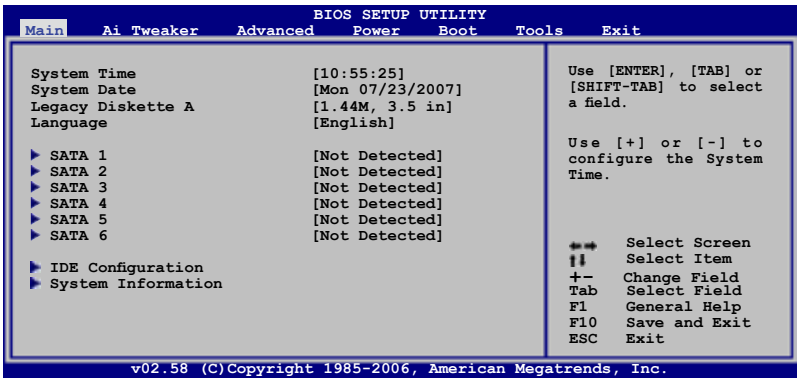 BIOS SETUP UTILITY
Main Ai Tweaker Advanced Power Boot Tools Exit
System Time [10:55:25]
System Date [Mon 07/23/2007]
Legacy Diskette A [1.44M, 3.5 in]
Language [English]
SATA 1 [Not Detected]
SATA 2 [Not Detected]
SATA 3 [Not Detected]
SATA 4 [Not Detected]
SATA 5 [Not Detected]
SATA 6 [Not Detected]
IDE Configuration
System Information
Use [ENTER], [TAB] or
[SHIFT-TAB] to select
a field.
Use [+] or [-] to
configure the System
Time.
Select Screen
Select Item
+- Change Field
Tab Select Field
F1 General Help
F10 Save and Exit
ESC Exit
v02.58 (C)Copyright 1985-2006, American Megatrends, Inc.